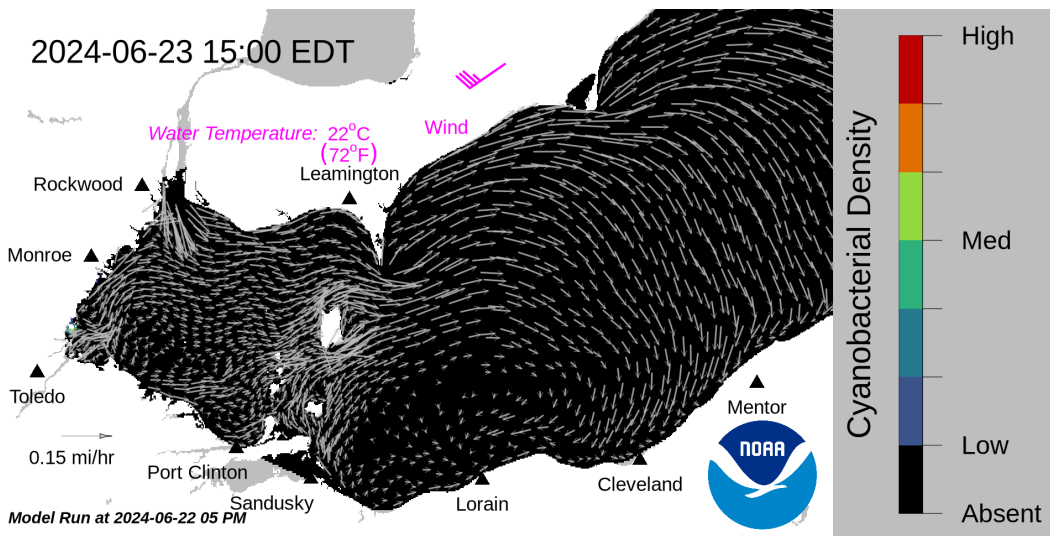 2024-06-23 15:00 EDT
High
Wind
Water Temperature: 22°C
(72°F)
Leamington
Rockwood
Monroe
Med
Cyanobacterial Density
Toledo
Mentor
NOAA
0.15 mi/hr
Port Clinton
Low
Cleveland
Sandusky
Lorain
Model Run at 2024-06-22 05 PM
Absent